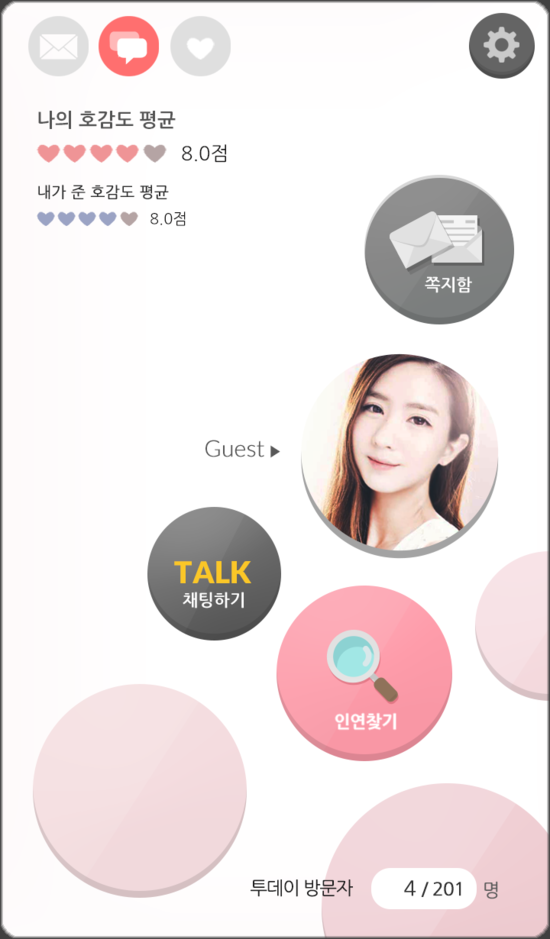 나의 호감도 평균
8.0점
내가 준 호감도 평균
8.0점
쪽지함
Guest ▶
TALK
채팅하기
인연찾기
투데이 방문자 4 / 201 명